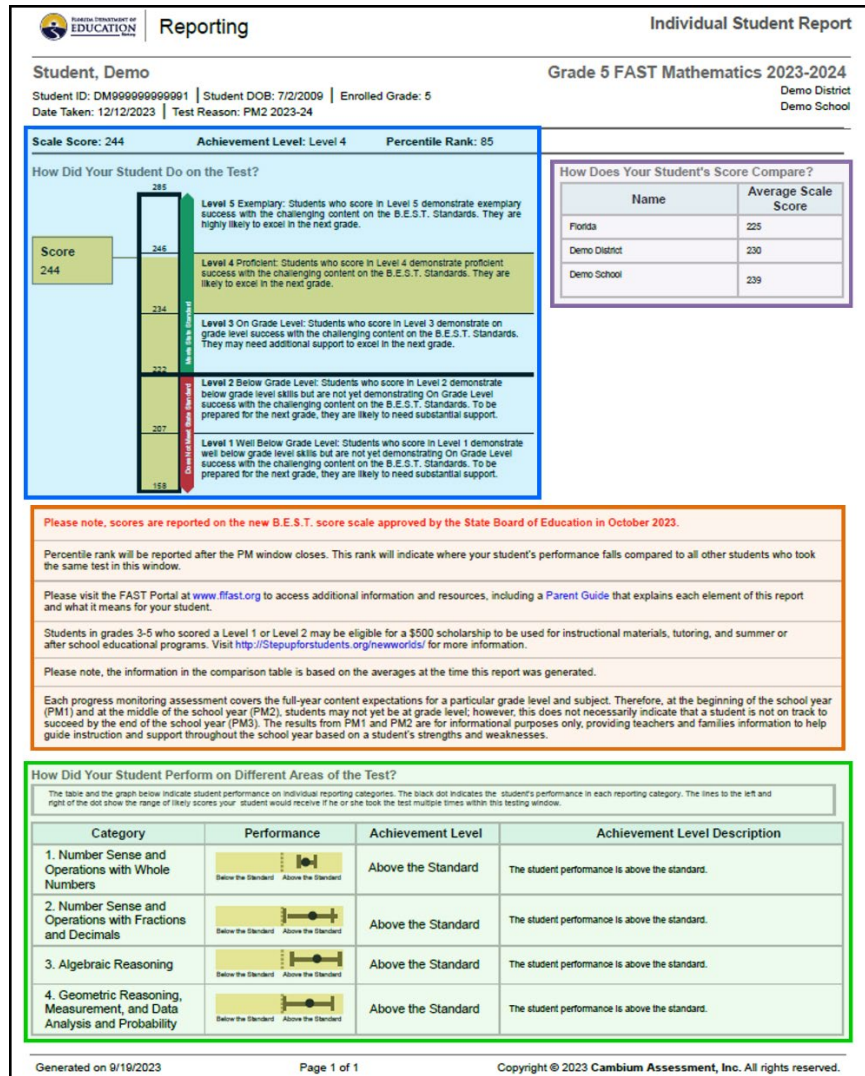 FLORIDA DEPARTMENT OF
EDUCATION
Reporting
Individual Student Report
Student, Demo
Grade 5 FAST Mathematics 2023-2024
Student ID: DM999999999991 | Student DOB: 7/2/2009 | Enrolled Grade: 5
Demo District
Date Taken: 12/12/2023 | Test Reason: PM2 2023-24
Demo School
Scale Score: 244 Achievement Level: Level 4 Percentile Rank: 85
How Did Your Student Do on the Test?
285
Level 5 Exemplary: Students who score in Level 5 demonstrate exemplary
success with the challenging content on the B.E.S.T. Standards. They are
highly likely to excel in the next grade.
Score
244
246
Level 4 Proficient: Students who score in Level 4 demonstrate proficient
success with the challenging content on the B.E.S.T. Standards. They are
likely to excel in the next grade.
234
Level 3 On Grade Level: Students who score in Level 3 demonstrate on
grade level success with the challenging content on the B.E.S.T. Standards.
They may need additional support to excel in the next grade.
Meets State Standard
222
Level 2 Below Grade Level: Students who score in Level 2 demonstrate
below grade level skills but are not yet demonstrating On Grade Level
success with the challenging content on the B.E.S.T. Standards. To be
prepared for the next grade, they are likely to need substantial support.
207
Does Not Meet State Standard
Level 1 Well Below Grade Level: Students who score in Level 1 demonstrate
well below grade level skills but are not yet demonstrating On Grade Level
success with the challenging content on the B.E.S.T. Standards. To be
prepared for the next grade, they are likely to need substantial support.
158
How Does Your Student's Score Compare?
Name Average Scale
Score
Florida 225
Demo District 230
Demo School 239
Please note, scores are reported on the new B.E.S.T. score scale approved by the State Board of Education in October 2023.
Percentile rank will be reported after the PM window closes. This rank will indicate where your student's performance falls compared to all other students who took
the same test in this window.
Please visit the FAST Portal at www.flfast.org to access additional information and resources, including a Parent Guide that explains each element of this report
and what it means for your student.
Students in grades 3-5 who scored a Level 1 or Level 2 may be eligible for a $500 scholarship to be used for instructional materials, tutoring, and summer or
after school educational programs. Visit http://Stepupforstudents.org/newworlds/ for more information.
Please note, the information in the comparison table is based on the averages at the time this report was generated.
Each progress monitoring assessment covers the full-year content expectations for a particular grade level and subject. Therefore, at the beginning of the school year
(PM1) and at the middle of the school year (PM2), students may not yet be at grade level; however, this does not necessarily indicate that a student is not on track to
succeed by the end of the school year (PM3). The results from PM1 and PM2 are for informational purposes only, providing teachers and families information to help
guide instruction and support throughout the school year based on a student's strengths and weaknesses.
How Did Your Student Perform on Different Areas of the Test?
The table and the graph below indicate student performance on individual reporting categories. The black dot indicates the student's performance in each reporting category. The lines to the left and
right of the dot show the range of likely scores your student would receive if he or she took the test multiple times within this testing window.
Category Performance Achievement Level Achievement Level Description
1. Number Sense and
Operations with Whole
Numbers
Below the Standard Above the Standard
Above the Standard
The student performance is above the standard.
2. Number Sense and
Operations with Fractions
and Decimals
Below the Standard Above the Standard
Above the Standard
The student performance is above the standard.
3. Algebraic Reasoning
Below the Standard Above the Standard
Above the Standard
The student performance is above the standard.
4. Geometric Reasoning,
Measurement, and Data
Analysis and Probability
Below the Standard Above the Standard
Above the Standard
The student performance is above the standard.
Generated on 9/19/2023 Page 1 of 1 Copyright © 2023 Cambium Assessment, Inc. All rights reserved.